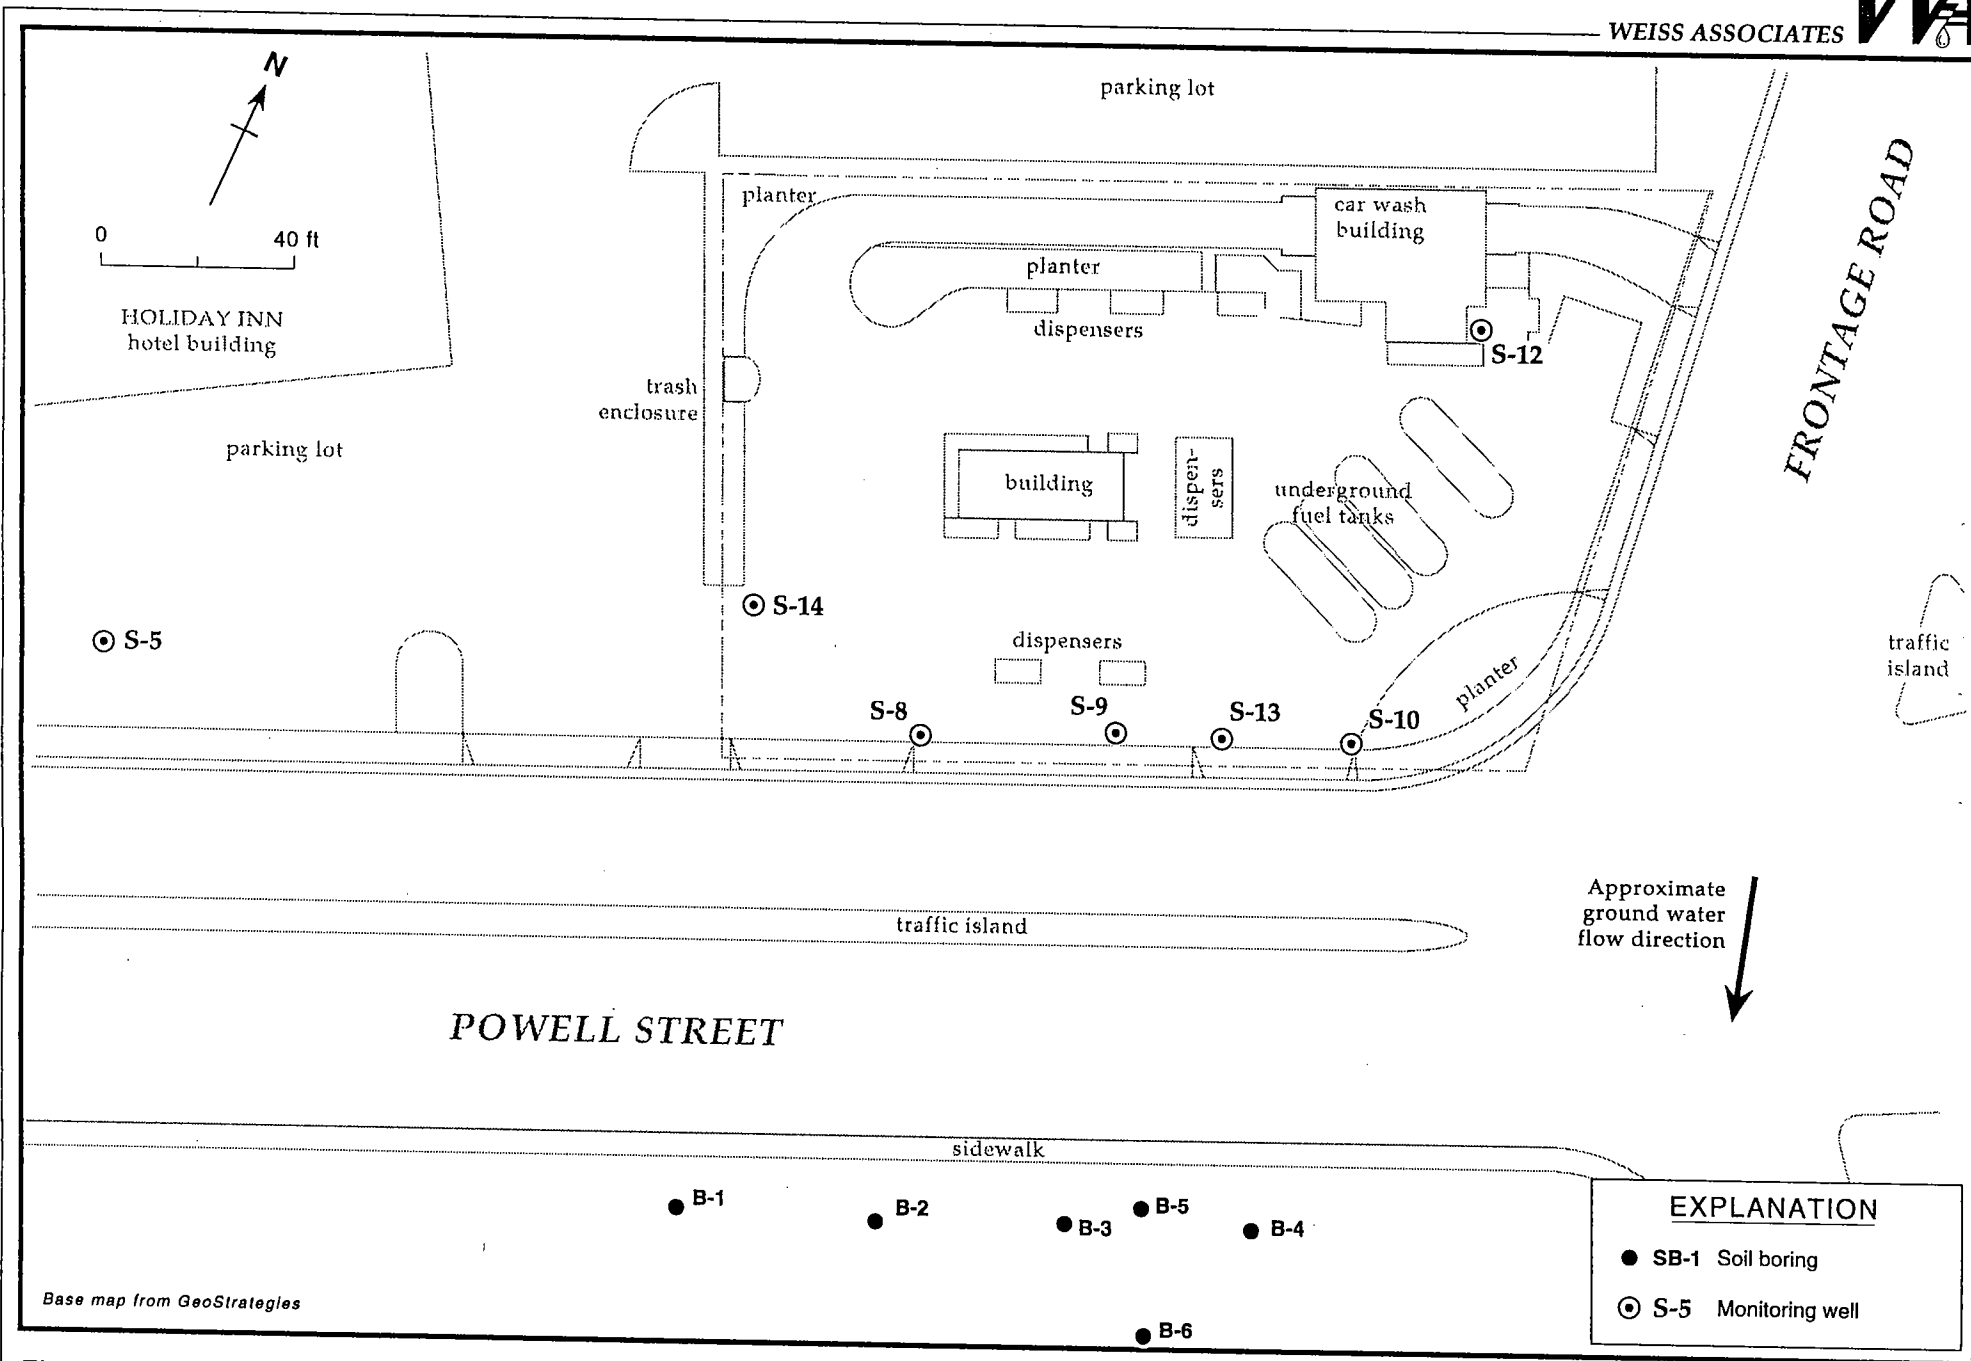 WEISS ASSOCIATES
N
parking lot
FRONTAGE ROAD
planter
car wash
building
0 40 ft
planter
HOLIDAY INN
hotel building
dispensers
S-12
trash
enclosure
parking lot
building
dispen-
sers
underground
fuel tanks
S-14
S-5
dispensers
traffic
island
planter
S-8
S-9
S-13
S-10
Approximate
ground water
flow direction
traffic island
POWELL STREET
sidewalk
B-1
B-2
B-3
B-5
B-4
B-6
EXPLANATION
SB-1 Soil boring
S-5 Monitoring well
Base map from GeoStrategies